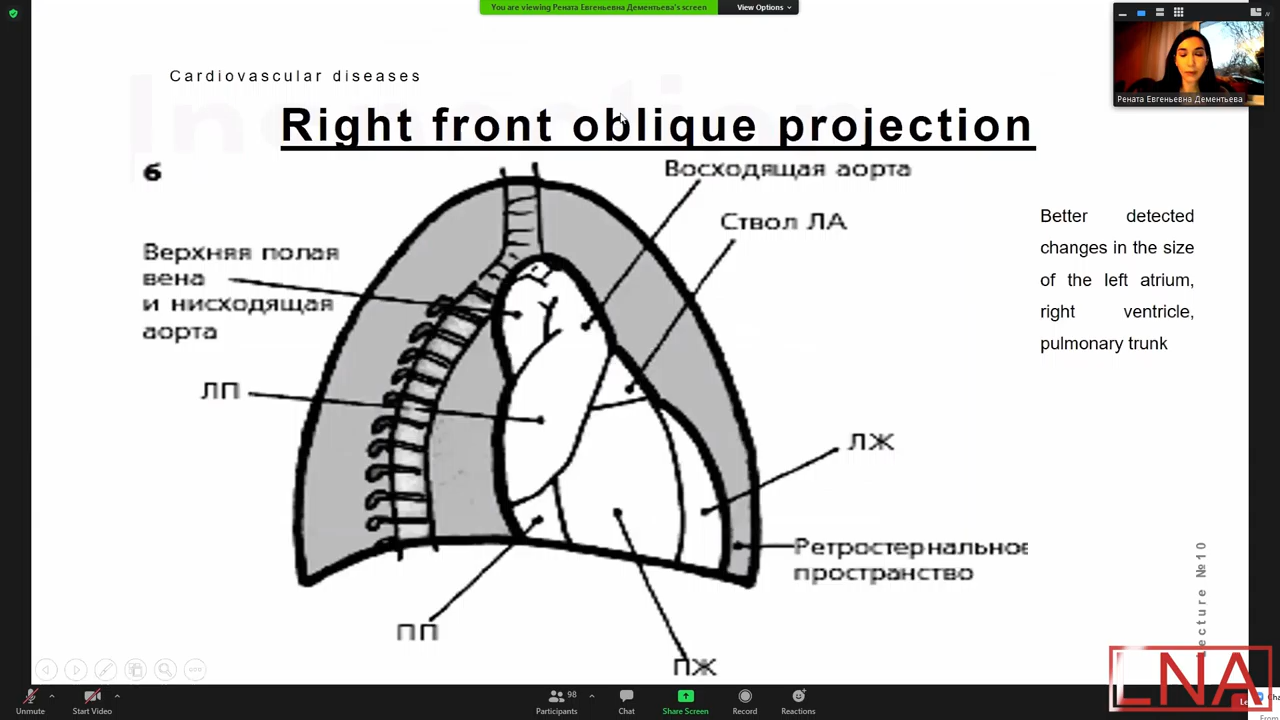 You are viewing Рената Евгеньевна Дементьева's screen
View Options
Рената Евгеньевна Дементьева
Cardiovascular diseases
Right front oblique projection
б
Восходящая аорта
Ствол ЛА
Верхняя полая
вена
и нисходящая
аорта
ЛП
ЛЖ
Ретростернальное
пространство
ПП
ПЖ
Better detected
changes in the size
of the left atrium,
right ventricle,
pulmonary trunk
Lecture №10
LNA
Unmute
Start Video
98
Participants
Chat
Share Screen
Record
Reactions